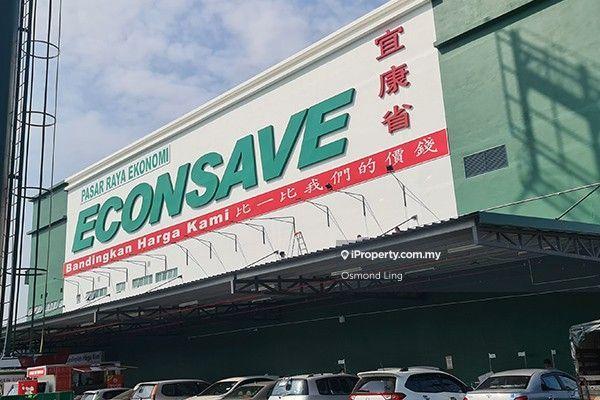 PASAR RAYA EKONOMI
ECONSAVE
宜康省
Bandingkan Harga Kami 比一比我們的價錢
iProperty.com.my
Osmond Ling